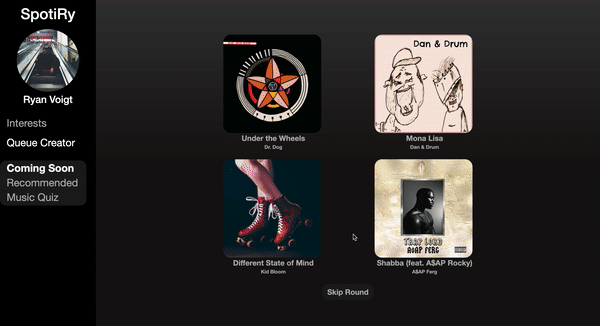 SpotiRy
Ryan Voigt
Interests
Queue Creator
Coming Soon
Recommended
Music Quiz
Under the Wheels
Dr. Dog
Dan & Drum
Mona Lisa
Dan & Drum
Different State of Mind
Kid Bloom
TRAP LORD
A$AP FERG
Shabba (feat. A$AP Rocky)
A$AP Ferg
Skip Round